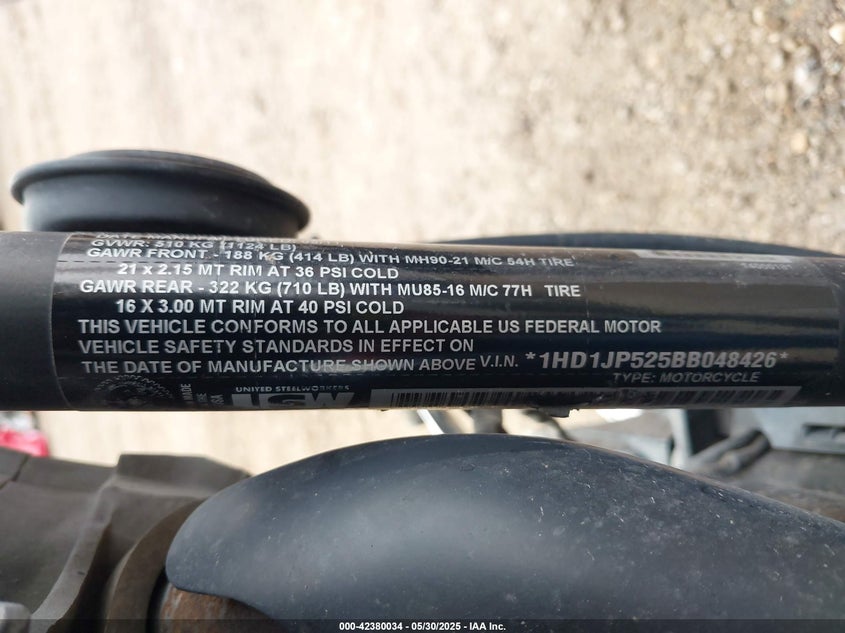 DATE MANUF
GVWR: 510 KG (1124 LB)
GAWR FRONT - 188 KG (414 LB) WITH MH90-21 M/C 54H TIRE
21 x 2.15 MT RIM AT 36 PSI COLD
GAWR REAR - 322 KG (710 LB) WITH MU85-16 M/C 77H TIRE
16 X 3.00 MT RIM AT 40 PSI COLD
THIS VEHICLE CONFORMS TO ALL APPLICABLE US FEDERAL MOTOR
VEHICLE SAFETY STANDARDS IN EFFECT ON
THE DATE OF MANUFACTURE SHOWN ABOVE V.I.N. *1HD1JP525BB048426*
TYPE: MOTORCYCLE
UNITED STEELWORKERS
000-42380034 - 05/30/2025 - IAA Inc.